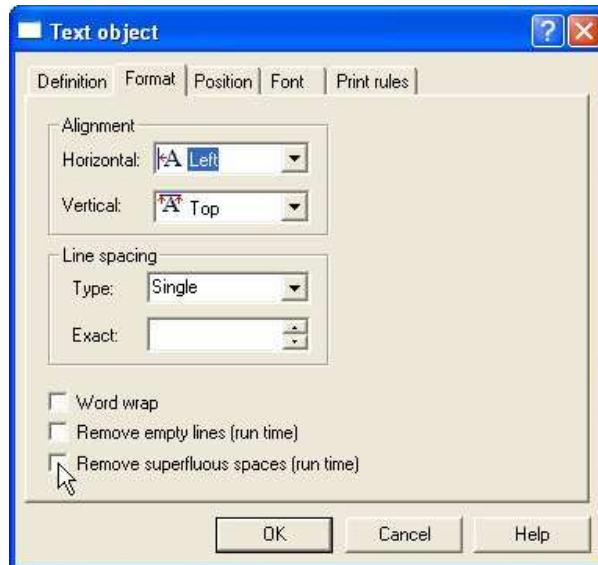 Text object
Definition Format Position Font Print rules
Alignment
Horizontal: A Left
Vertical: A Top
Line spacing
Type: Single
Exact:
Word wrap
Remove empty lines (run time)
Remove superfluous spaces (run time)
OK Cancel Help